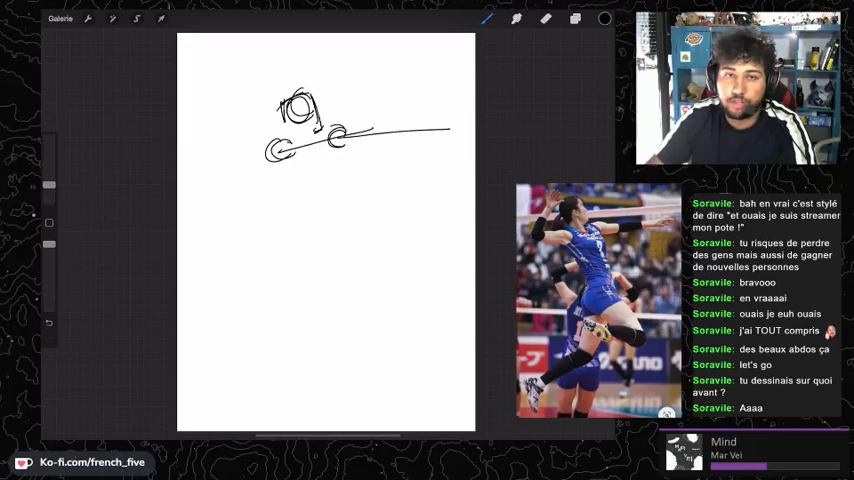 Galerie
Soravile: bah en vrai c'est stylé
de dire "et ouais je suis streamer
mon pote !"
Soravile: tu risques de perdre
des gens mais aussi de gagner
de nouvelles personnes
Soravile: bravooo
Soravile: en vraaaai
Soravile: ouais je euh ouais
Soravile: j'ai TOUT compris
Soravile: des beaux abdos ça
Soravile: let's go
Soravile: tu dessinais sur quoi
avant ?
Soravile: Aaaa
Mind
Mar Vei
Ko-fi.com/french_five